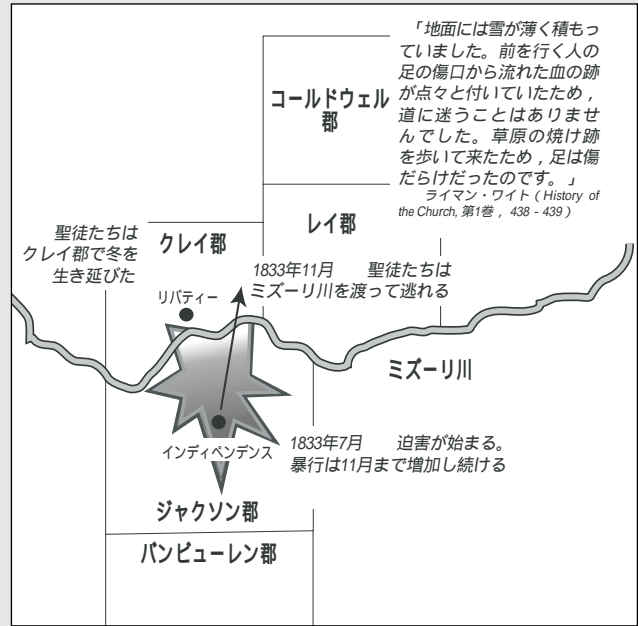 「地面には雪が薄く積もっ
ていました。前を行く人の
足の傷口から流れた血の跡
が点々と付いていたため，
道に迷うことはありませ
んでした。草原の焼け跡
を歩いて来たため，足は傷
だらけだったのです。」
ライマン・ワイト（History of
the Church, 第1巻，438 - 439）
コールドウェル
郡
レイ郡
クレイ郡
聖徒たちは
クレイ郡で冬を
生き延びた
1833年11月　聖徒たちは
ミズーリ川を渡って逃れる
リバティー
ミズーリ川
インディペンデンス
1833年7月　迫害が始まる。
暴行は11月まで増加し続ける
ジャクソン郡
バンビューレン郡